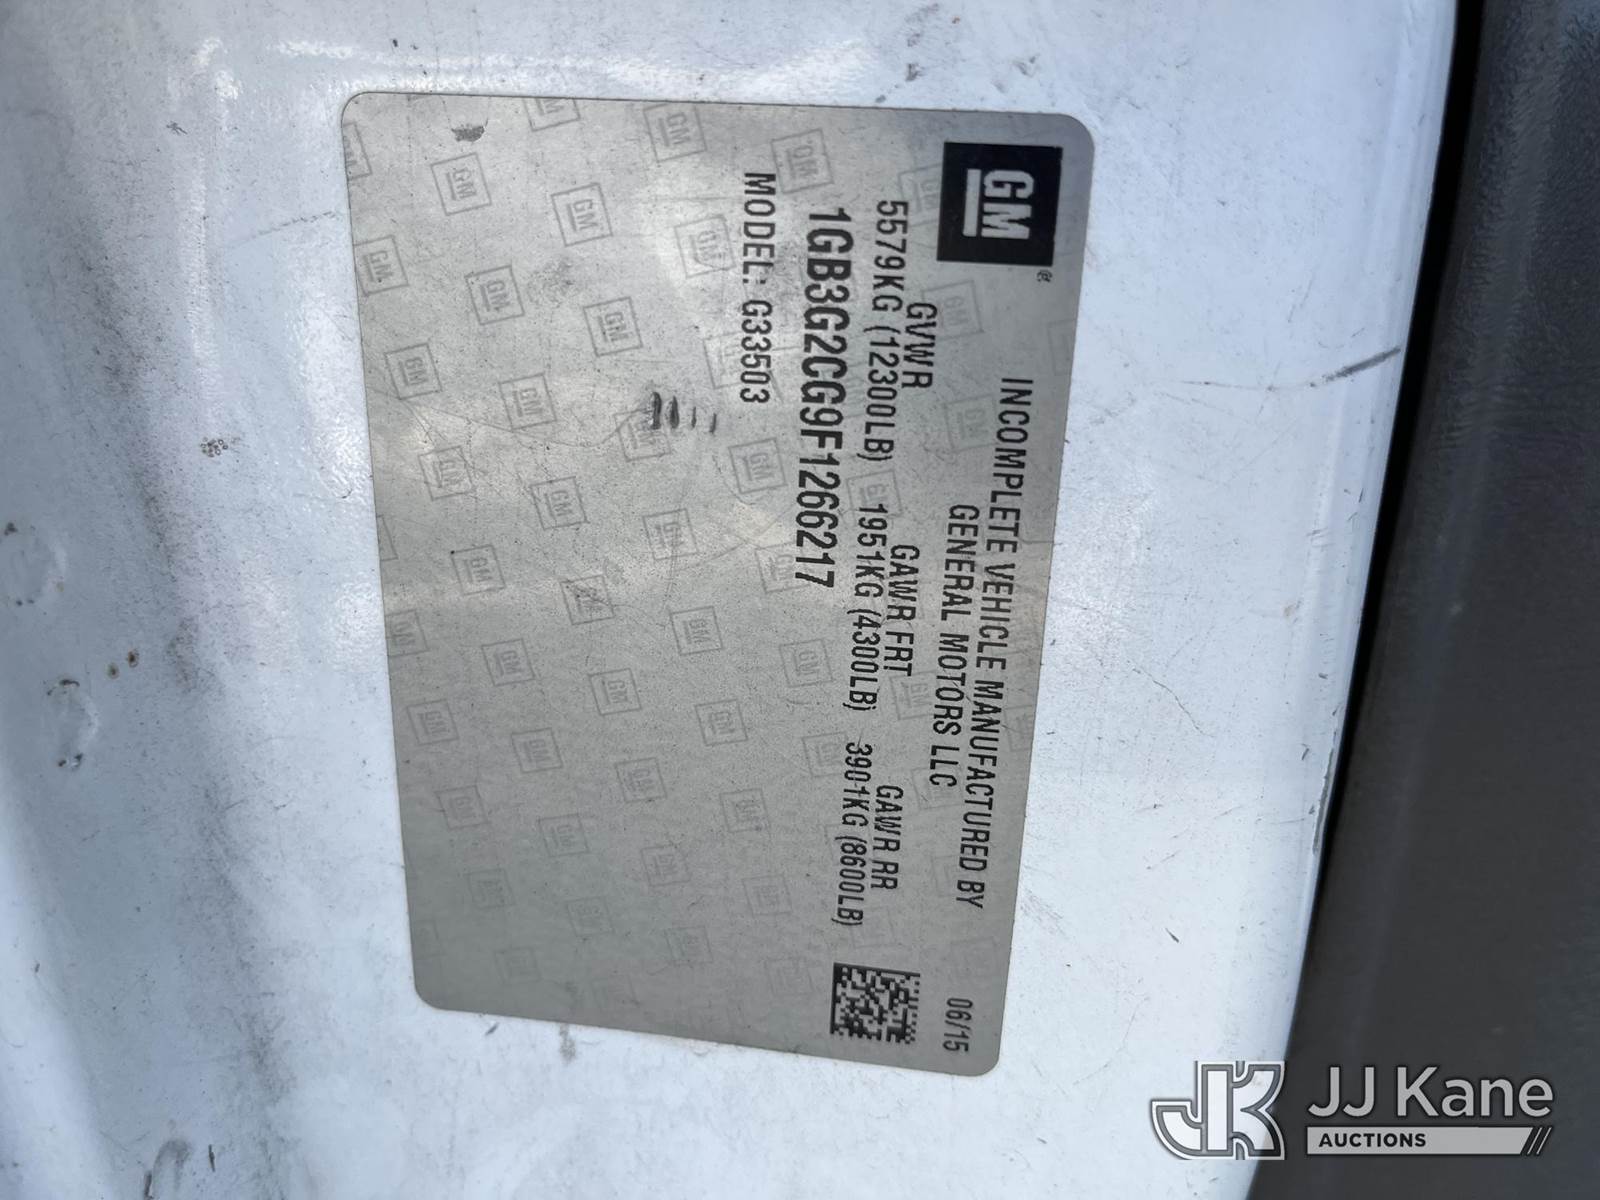 GM
INCOMPLETE VEHICLE MANUFACTURED BY
GENERAL MOTORS LLC
06/15
GVWR GAWR FRT GAWR RR
5579KG (12300LB) 1951KG (4300LB) 3901KG (8600LB)
1GB3G2CG9F1266217
MODEL: G33503
JK JJ Kane
AUCTIONS